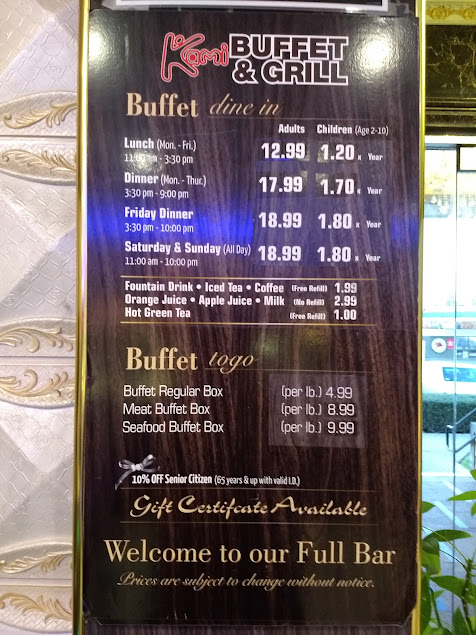 Kami BUFFET
& GRILL
Buffet dine in
Adults Children (Age 2-10)
Lunch (Mon. - Fri.) 12.99 1.20 x Year
11:00 am - 3:30 pm
Dinner (Mon. - Thur.) 17.99 1.70 x Year
3:30 pm - 9:00 pm
Friday Dinner 18.99 1.80 x Year
3:30 pm - 10:00 pm
Saturday & Sunday (All Day) 18.99 1.80 x Year
11:00 am - 10:00 pm
Fountain Drink • Iced Tea • Coffee (Free Refill) 1.99
Orange Juice • Apple Juice • Milk (No Refill) 2.99
Hot Green Tea (Free Refill) 1.00
Buffet togo
Buffet Regular Box (per lb.) 4.99
Meat Buffet Box (per lb.) 8.99
Seafood Buffet Box (per lb.) 9.99
10% OFF Senior Citizen (65 years & up with valid I.D.)
Gift Certifcate Available
Welcome to our Full Bar
Prices are subject to change without notice.